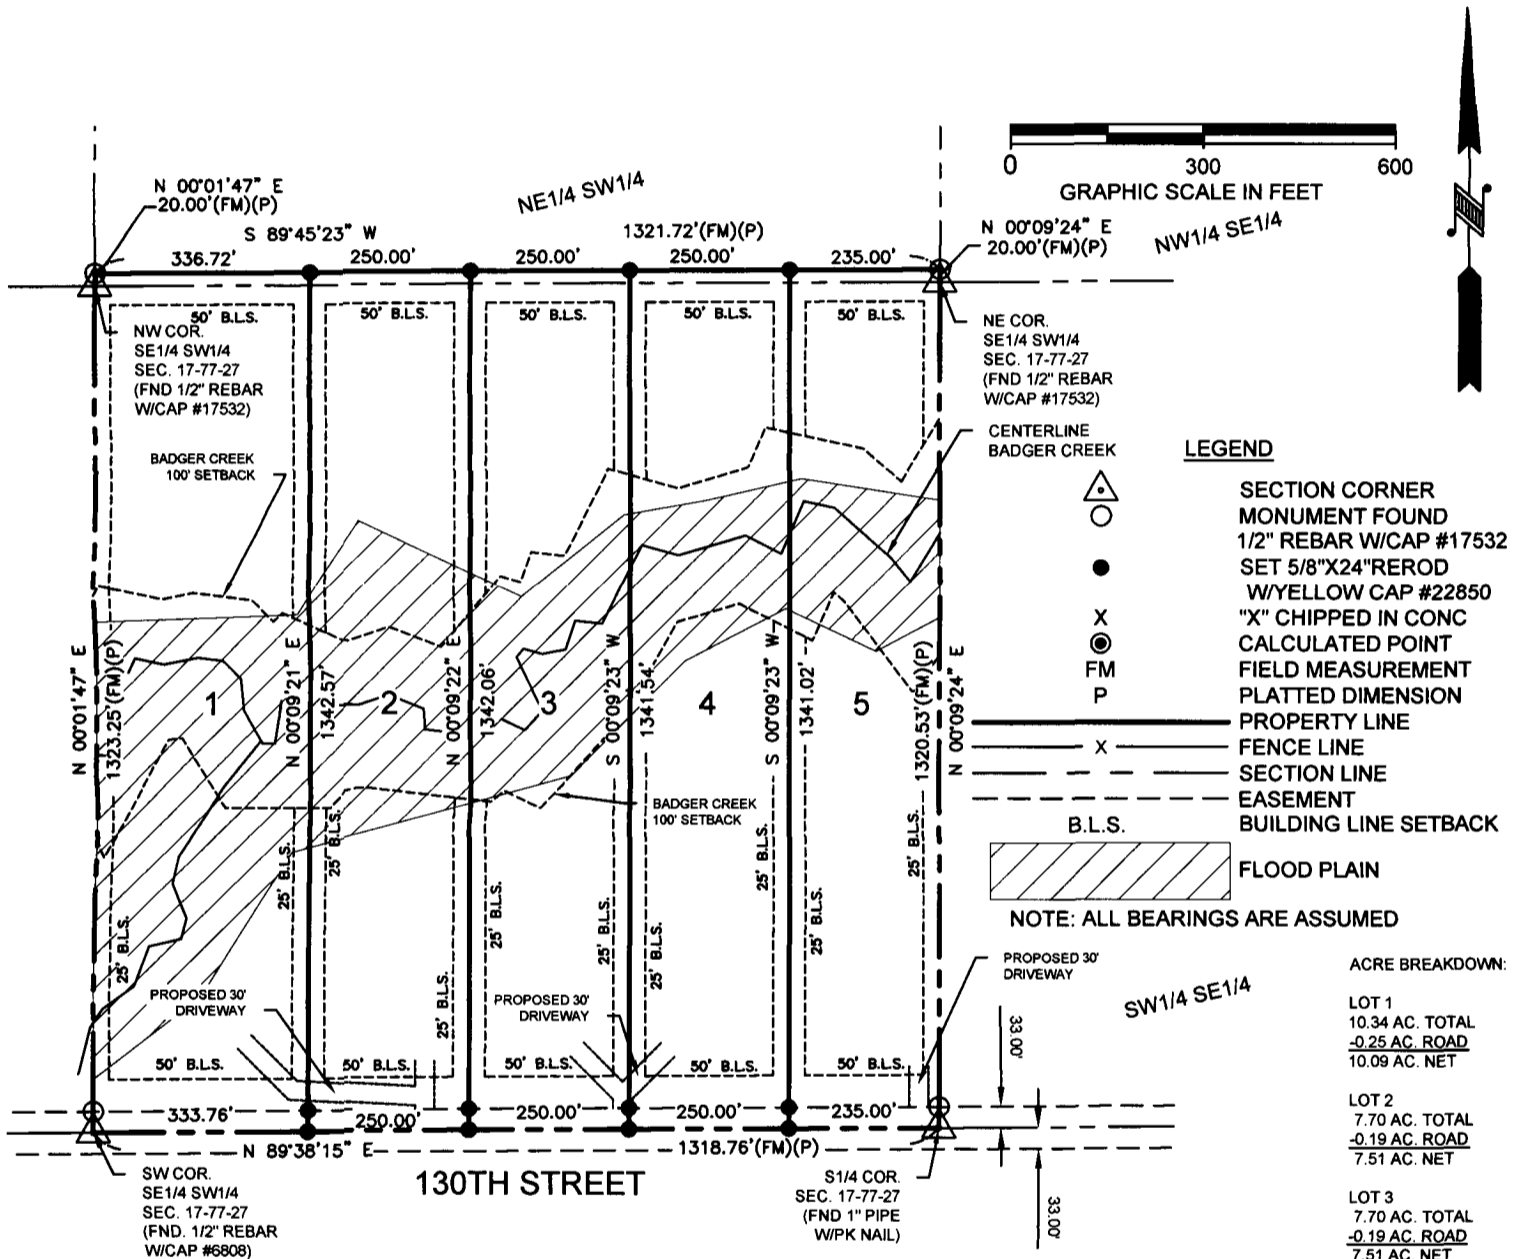 0
300
600
GRAPHIC SCALE IN FEET
N 00°01'47" E
20.00'(FM)(P)
NE1/4 SW1/4
S 89°45'23" W
1321.72'(FM)(P)
N 00°09'24" E
20.00'(FM)(P)
NW1/4 SE1/4
336.72'
250.00'
250.00'
250.00'
235.00'
50' B.L.S.
50' B.L.S.
50' B.L.S.
50' B.L.S.
50' B.L.S.
NW COR.
SE1/4 SW1/4
SEC. 17-77-27
(FND 1/2" REBAR
W/CAP #17532)
NE COR.
SE1/4 SW1/4
SEC. 17-77-27
(FND 1/2" REBAR
W/CAP #17532)
BADGER CREEK
100' SETBACK
CENTERLINE
BADGER CREEK
LEGEND
SECTION CORNER
MONUMENT FOUND
1/2" REBAR W/CAP #17532
SET 5/8"X24"REROD
W/YELLOW CAP #22850
X
"X" CHIPPED IN CONC
CALCULATED POINT
FM
FIELD MEASUREMENT
P
PLATTED DIMENSION
PROPERTY LINE
X
FENCE LINE
SECTION LINE
EASEMENT
B.L.S.
BUILDING LINE SETBACK
FLOOD PLAIN
NOTE: ALL BEARINGS ARE ASSUMED
N 00°01'47" E
1323.25'(FM)(P)
1
N 00°09'21" E
1342.57'
2
N 00°09'22" E
1342.06'
3
S 00°09'23" W
1341.54'
4
S 00°09'23" W
1341.02'
5
1320.53'(FM)(P)
N 00°09'24" E
BADGER CREEK
100' SETBACK
25' B.L.S.
25' B.L.S.
25' B.L.S.
25' B.L.S.
25' B.L.S.
25' B.L.S.
25' B.L.S.
25' B.L.S.
25' B.L.S.
25' B.L.S.
PROPOSED 30'
DRIVEWAY
PROPOSED 30'
DRIVEWAY
PROPOSED 30'
DRIVEWAY
SW1/4 SE1/4
50' B.L.S.
50' B.L.S.
50' B.L.S.
50' B.L.S.
50' B.L.S.
33.00'
333.76'
250.00'
250.00'
250.00'
235.00'
N 89°38'15" E
1318.76'(FM)(P)
130TH STREET
33.00'
SW COR.
SE1/4 SW1/4
SEC. 17-77-27
(FND. 1/2" REBAR
W/CAP #6808)
S1/4 COR.
SEC. 17-77-27
(FND 1" PIPE
W/PK NAIL)
ACRE BREAKDOWN:
LOT 1
10.34 AC. TOTAL
-0.25 AC. ROAD
10.09 AC. NET
LOT 2
7.70 AC. TOTAL
-0.19 AC. ROAD
7.51 AC. NET
LOT 3
7.70 AC. TOTAL
-0.19 AC. ROAD
7.51 AC. NET